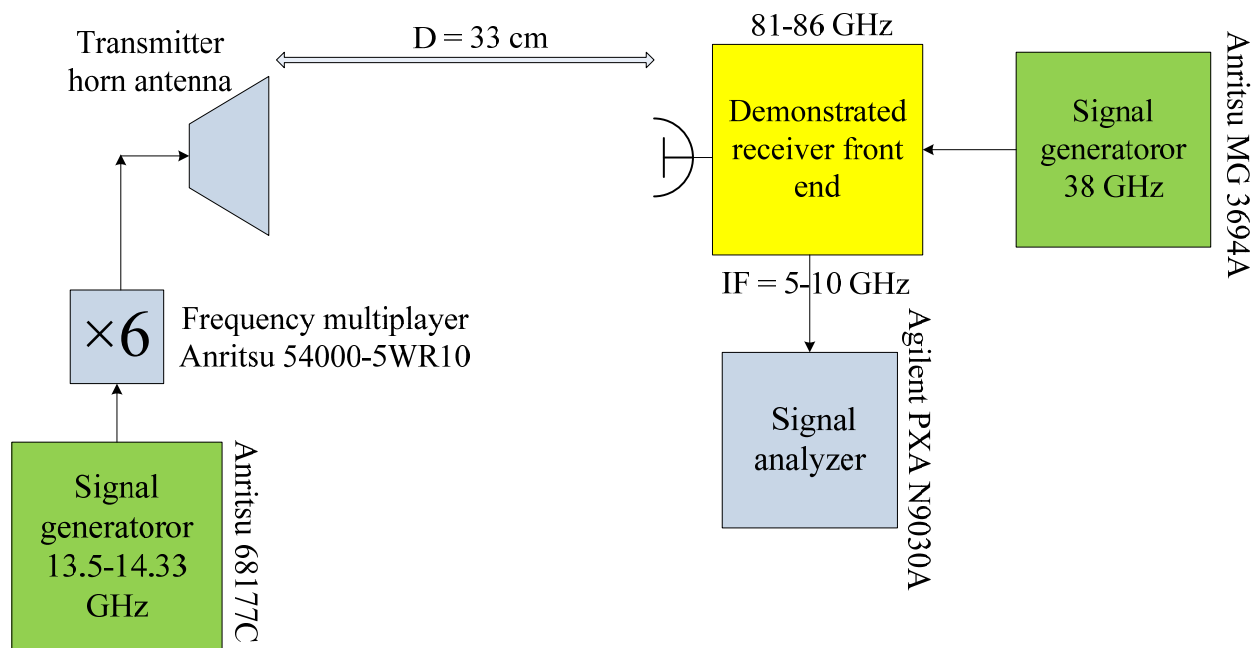 Transmitter
horn antenna
D = 33 cm
81-86 GHz
Demonstrated
receiver front
end
Signal
generatoror
38 GHz
Anritsu MG 3694A
IF = 5-10 GHz
Signal
analyzer
Agilent PXA N9030A
×6
Frequency multiplayer
Anritsu 54000-5WR10
Signal
generatoror
13.5-14.33
GHz
Anritsu 68177C